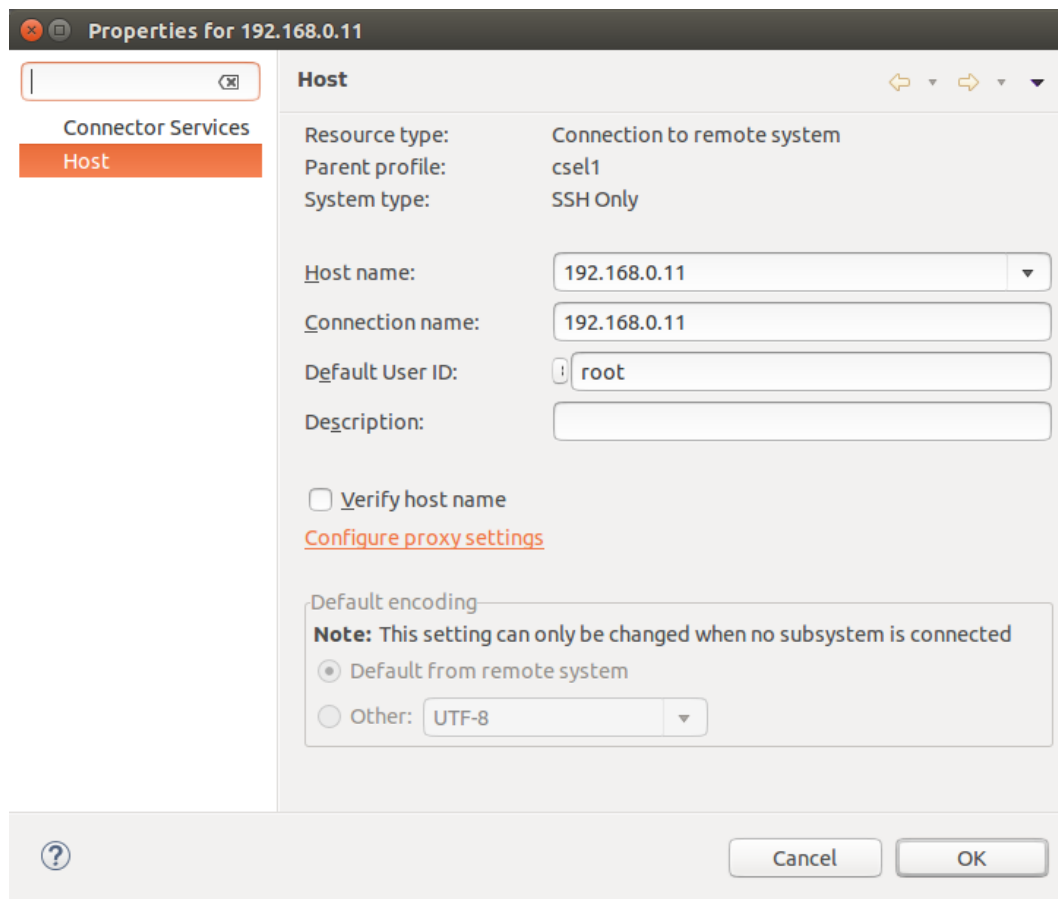 Properties for 192.168.0.11
Host
Connector Services
Host
Resource type: Connection to remote system
Parent profile: csel1
System type: SSH Only
Host name: 192.168.0.11
Connection name: 192.168.0.11
Default User ID: root
Description:
Verify host name
Configure proxy settings
Default encoding
Note: This setting can only be changed when no subsystem is connected
Default from remote system
Other: UTF-8
Cancel OK